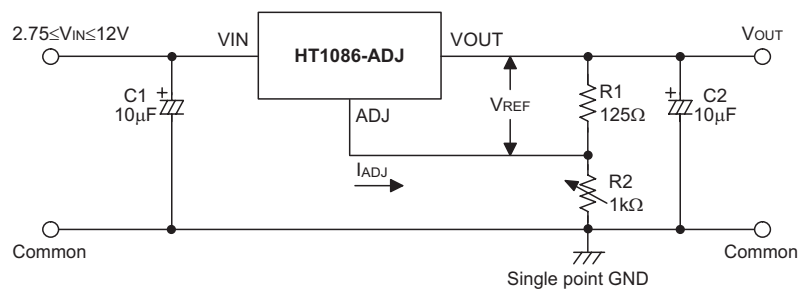 2.75≤VIN≤12V
VIN
HT1086-ADJ
VOUT
VOUT
C1
+
10μF
ADJ
VREF
R1
125Ω
+
C2
10μF
IADJ
R2
1kΩ
Common
Common
Single point GND